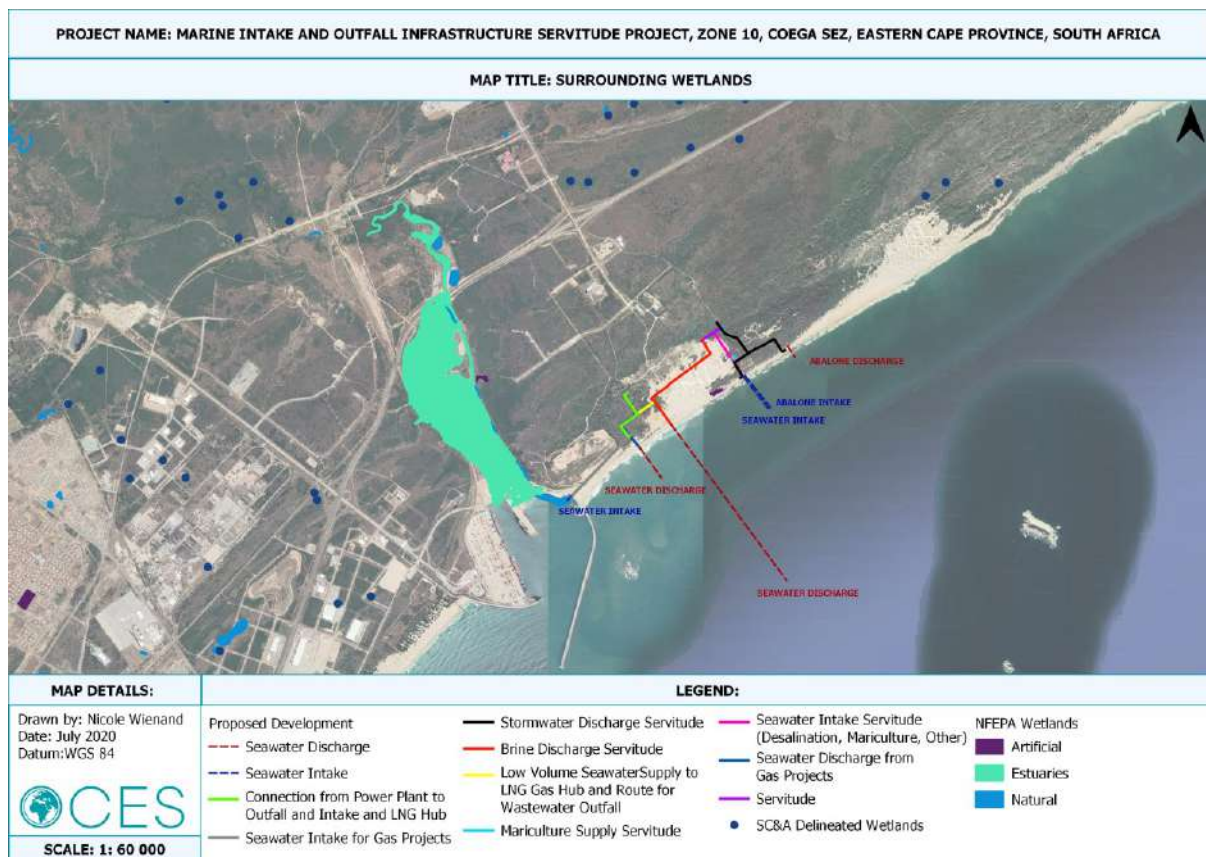 PROJECT NAME: MARINE INTAKE AND OUTFALL INFRASTRUCTURE SERVITUDE PROJECT, ZONE 10, COEGA SEZ, EASTERN CAPE PROVINCE, SOUTH AFRICA
MAP TITLE: SURROUNDING WETLANDS
ABALONE DISCHARGE
ABALONE INTAKE
SEAWATER INTAKE
SEAWATER DISCHARGE
SEAWATER INTAKE
SEAWATER DISCHARGE
MAP DETAILS:
Drawn by: Nicole Wienand
Date: July 2020
Datum:WGS 84
CES
SCALE: 1: 60 000
LEGEND:
Proposed Development
Seawater Discharge
Seawater Intake
Connection from Power Plant to
Outfall and Intake and LNG Hub
Seawater Intake for Gas Projects
Stormwater Discharge Servitude
Brine Discharge Servitude
Low Volume SeawaterSupply to
LNG Gas Hub and Route for
Wastewater Outfall
Mariculture Supply Servitude
Seawater Intake Servitude
(Desalination, Mariculture, Other)
Seawater Discharge from
Gas Projects
Servitude
SC&A Delineated Wetlands
NFEPA Wetlands
Artificial
Estuaries
Natural